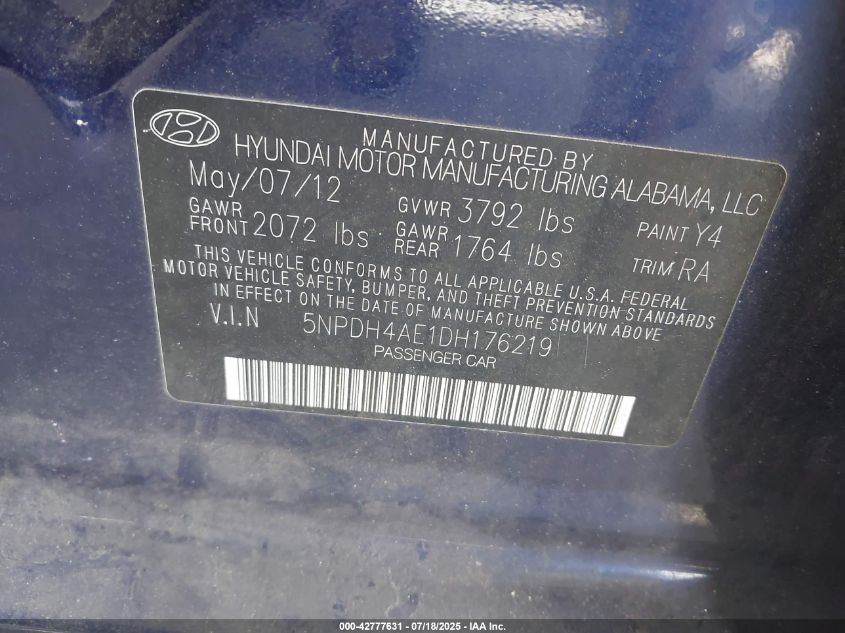 MANUFACTURED BY
HYUNDAI MOTOR MANUFACTURING ALABAMA, LLC
May/07/12 GVWR 3792 lbs PAINT Y4
GAWR FRONT 2072 lbs GAWR REAR 1764 lbs TRIM RA
THIS VEHICLE CONFORMS TO ALL APPLICABLE U.S.A. FEDERAL
MOTOR VEHICLE SAFETY, BUMPER, AND THEFT PREVENTION STANDARDS
IN EFFECT ON THE DATE OF MANUFACTURE SHOWN ABOVE
V.I.N 5NPDH4AE1DH176219
PASSENGER CAR
000-42777631 - 07/18/2025 - IAA Inc.